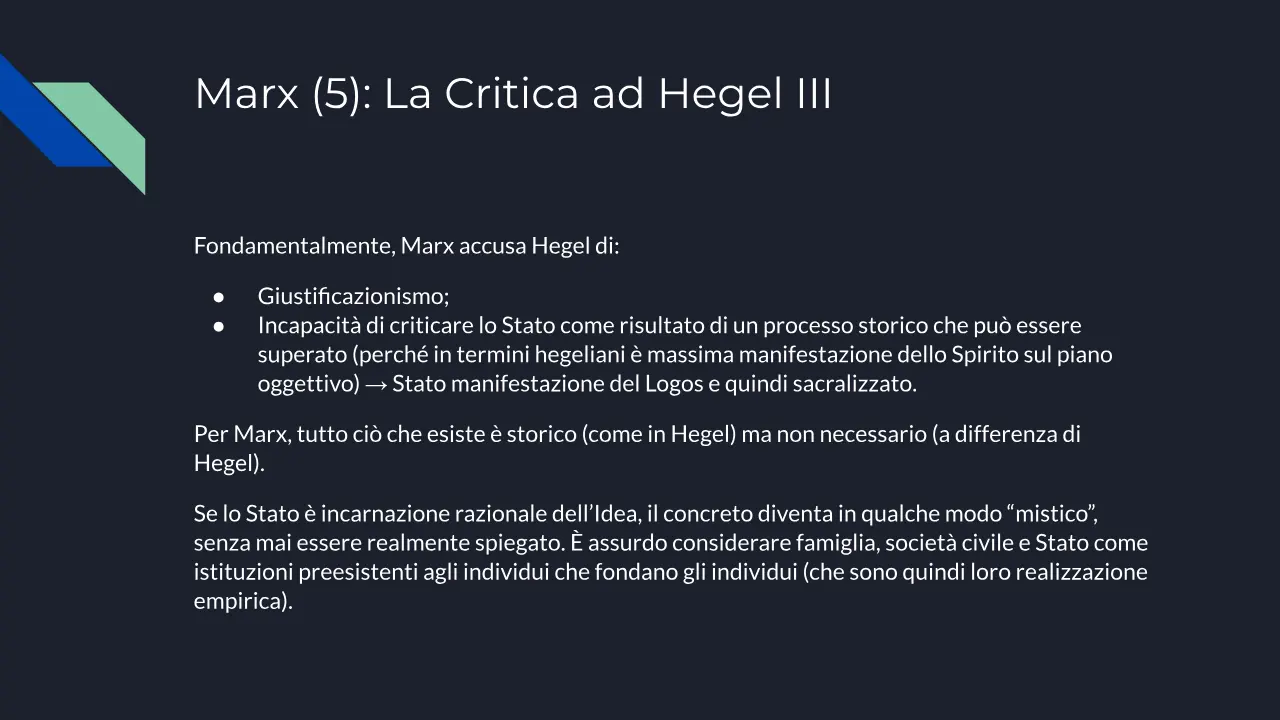 Marx (5): La Critica ad Hegel III
Fondamentalmente, Marx accusa Hegel di:
● Giustificazionismo;
● Incapacità di criticare lo Stato come risultato di un processo storico che può essere
superato (perché in termini hegeliani è massima manifestazione dello Spirito sul piano
oggettivo) → Stato manifestazione del Logos e quindi sacralizzato.
Per Marx, tutto ciò che esiste è storico (come in Hegel) ma non necessario (a differenza di
Hegel).
Se lo Stato è incarnazione razionale dell’Idea, il concreto diventa in qualche modo “mistico”,
senza mai essere realmente spiegato. È assurdo considerare famiglia, società civile e Stato come
istituzioni preesistenti agli individui che fondano gli individui (che sono quindi loro realizzazione
empirica).